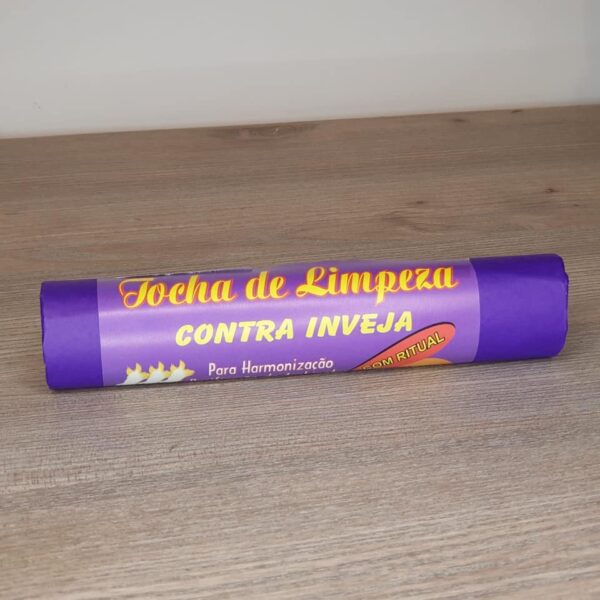 Tocha de Limpeza
CONTRA INVEJA
Para Harmonização
COM RITUAL